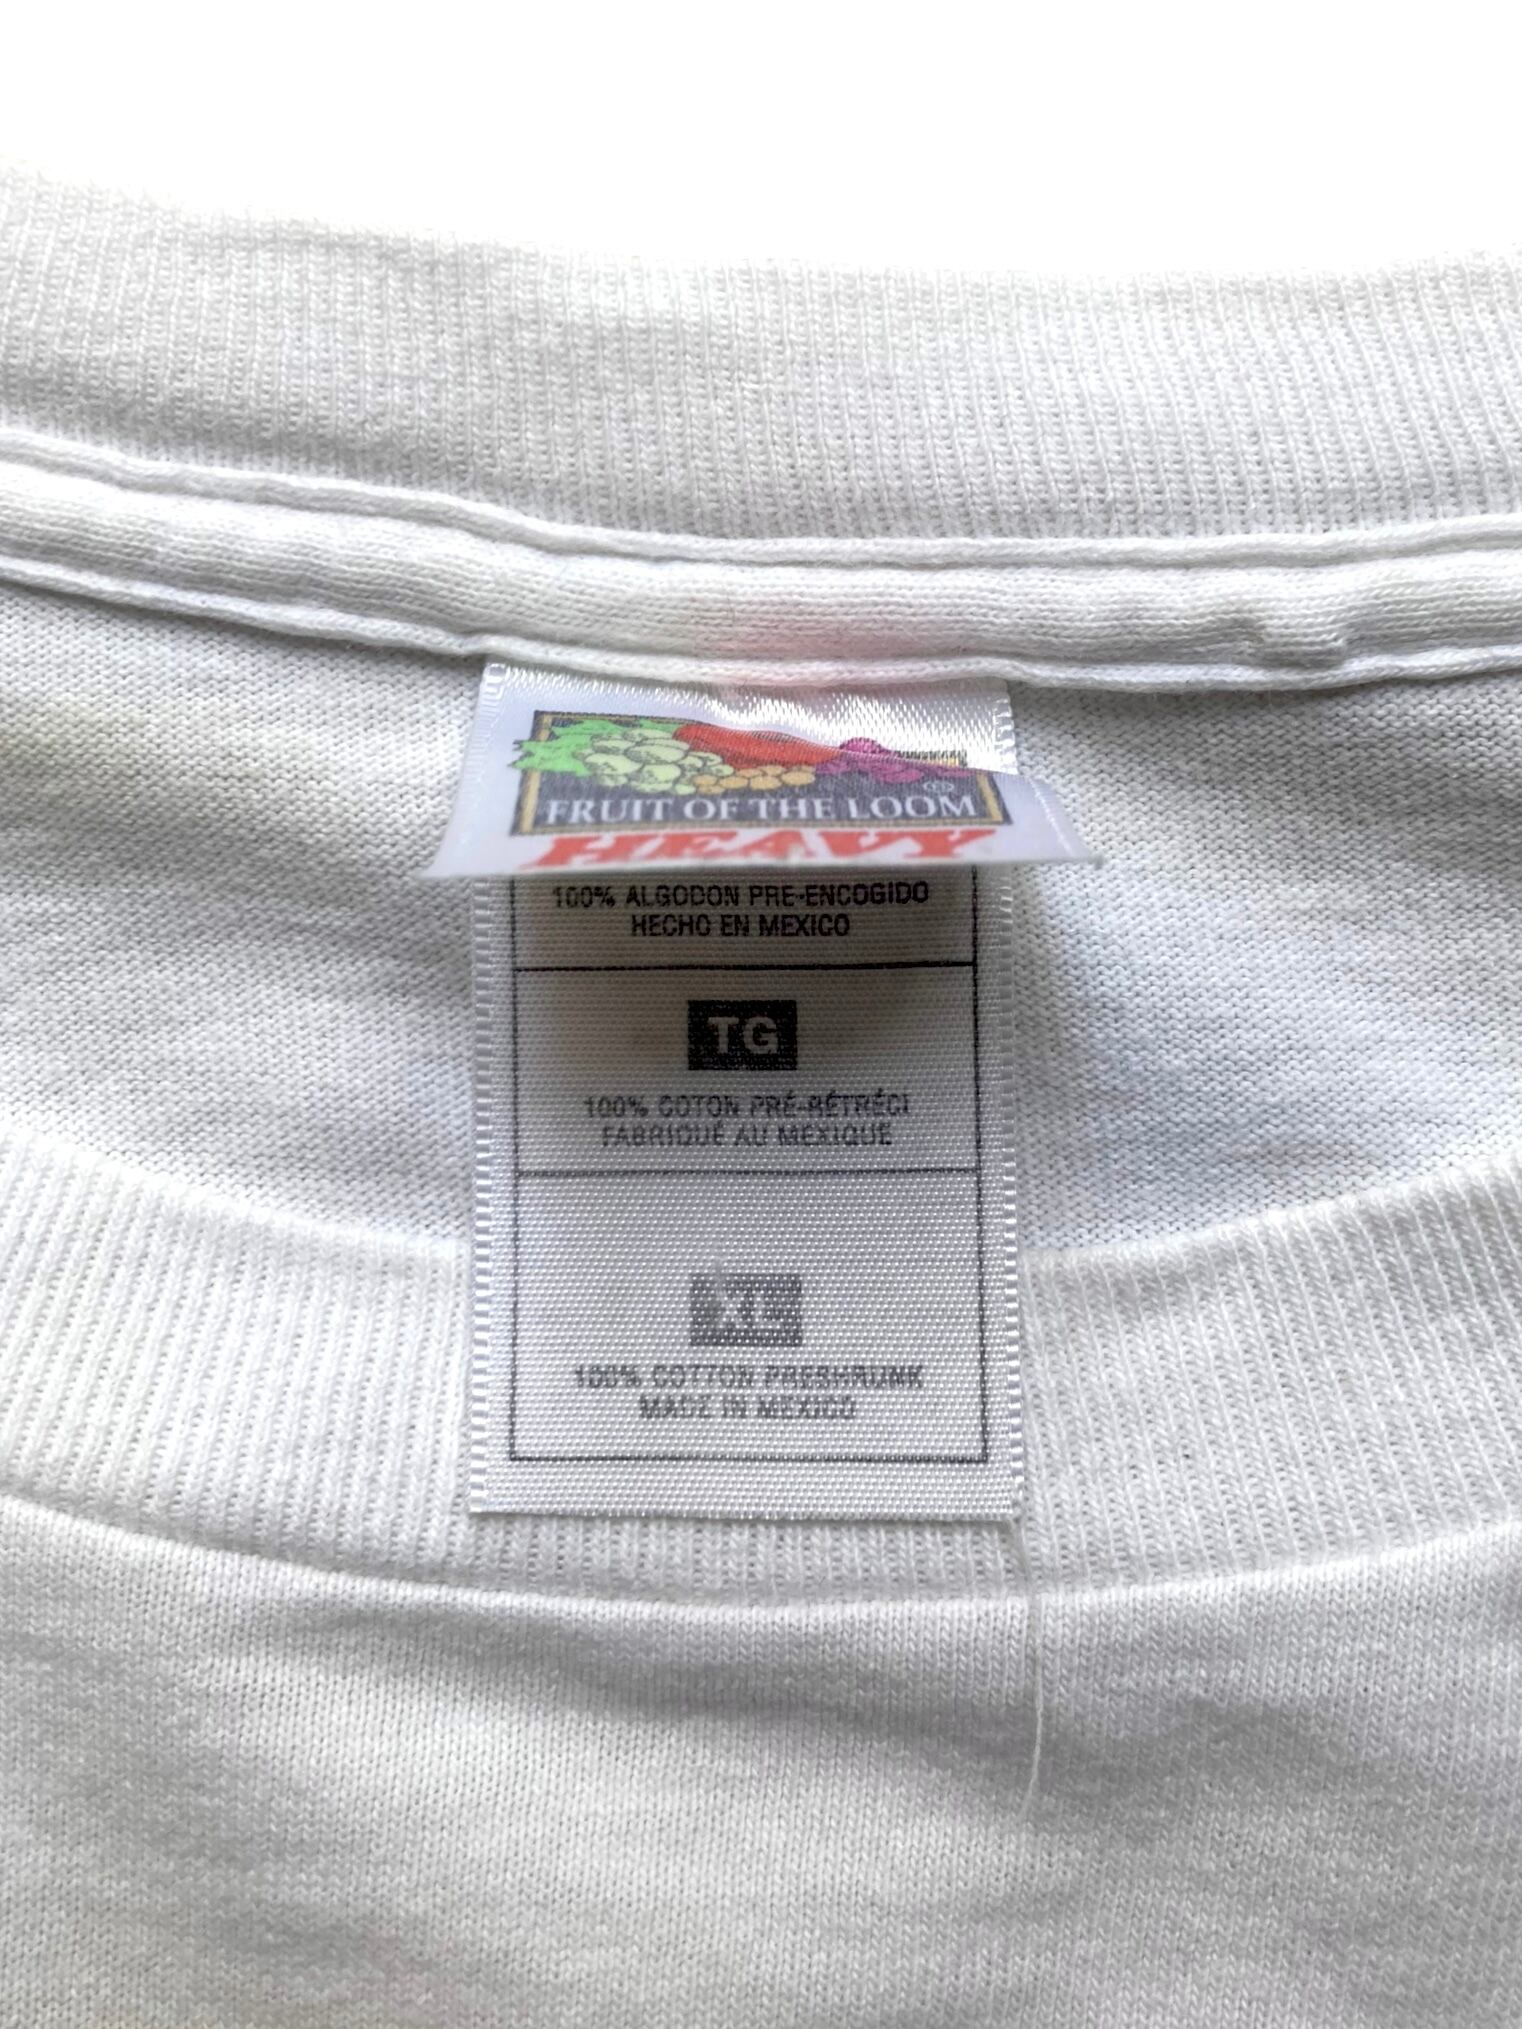 FRUIT OF THE LOOM ®
HEAVY
100% ALGODON PRE-ENCOGIDO
HECHO EN MEXICO
TG
100% COTON PRÉ-RÉTRÉCI
FABRIQUÉ AU MEXIQUE
XL
100% COTTON PRESHRUNK
MADE IN MEXICO